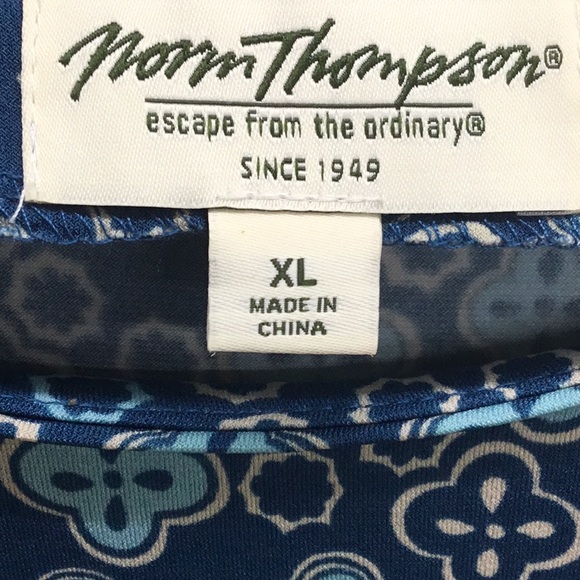 Norm Thompson®
escape from the ordinary®
SINCE 1949
XL
MADE IN
CHINA